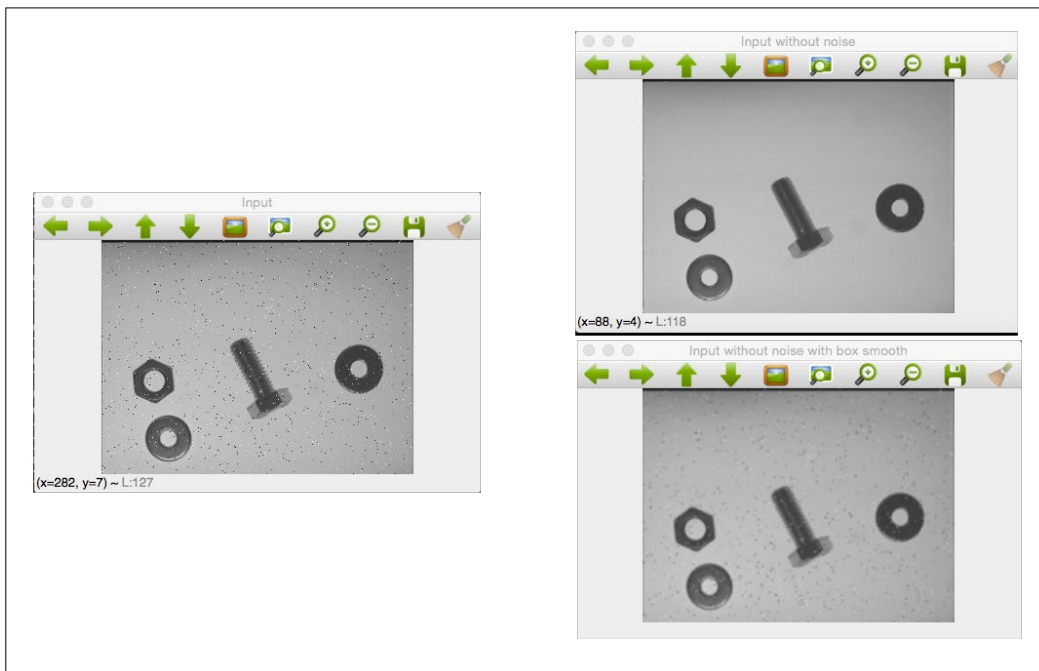 Input
(x=282, y=7) ~ L:127
Input without noise
(x=88, y=4) ~ L:118
Input without noise with box smooth